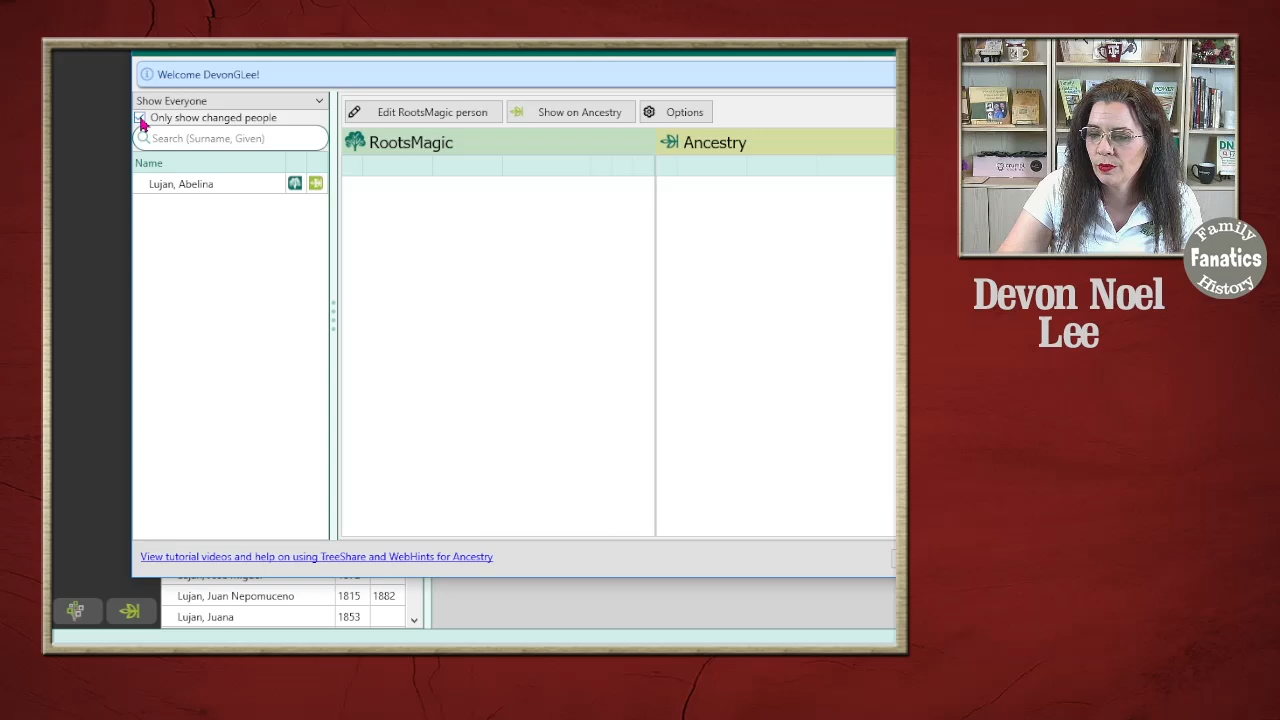 Welcome DevonGLee!
Show Everyone
Only show changed people
Search (Surname, Given)
Name
Lujan, Abelina
Edit RootsMagic person
Show on Ancestry
Options
RootsMagic
Ancestry
View tutorial videos and help on using TreeShare and WebHints for Ancestry
Lujan, Juan Nepomuceno 1815 1882
Lujan, Juana 1853
Family
Fanatics
History
Devon Noel
Lee